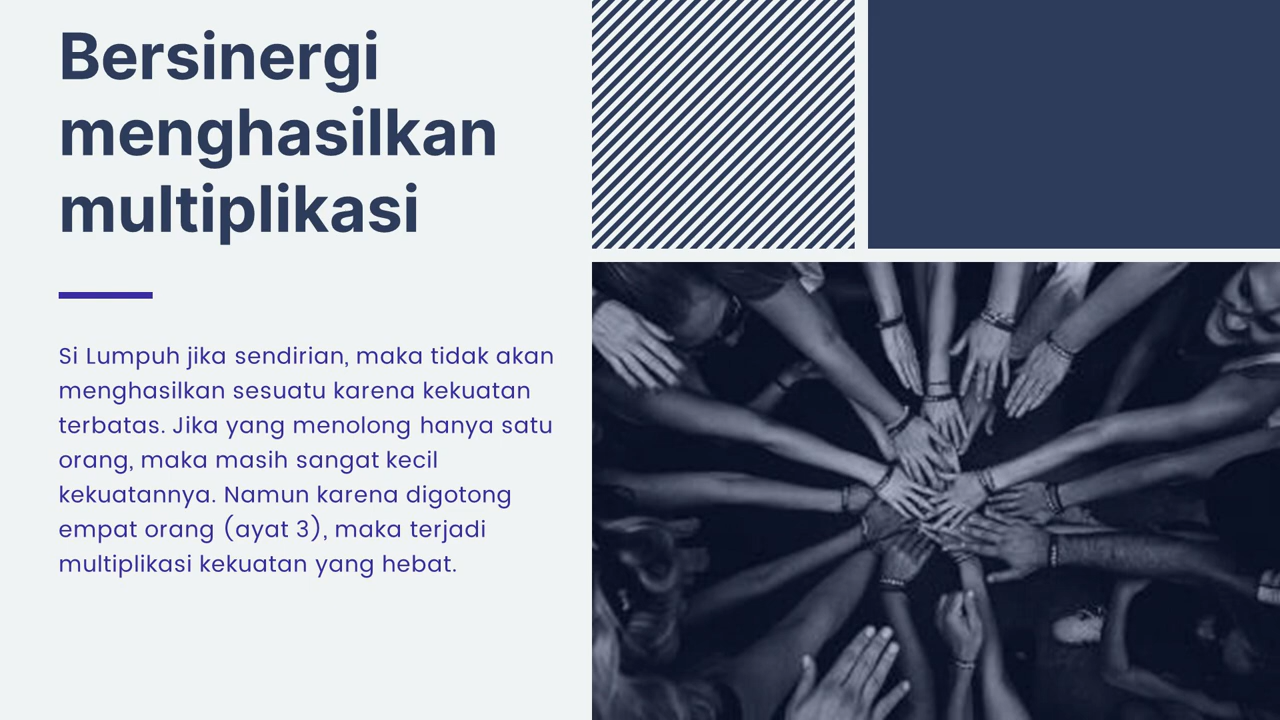 Bersinergi
menghasilkan
multiplikasi
Si Lumpuh jika sendirian, maka tidak akan
menghasilkan sesuatu karena kekuatan
terbatas. Jika yang menolong hanya satu
orang, maka masih sangat kecil
kekuatannya. Namun karena digotong
empat orang (ayat 3), maka terjadi
multiplikasi kekuatan yang hebat.